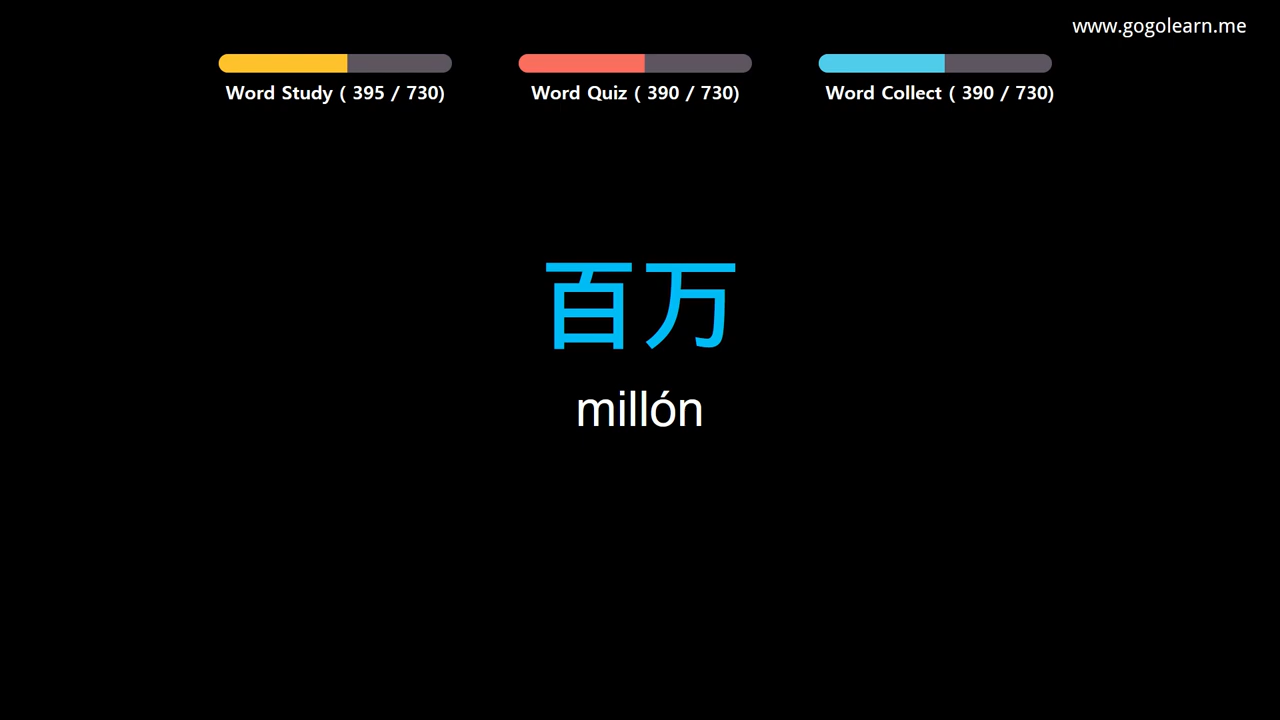 www.gogolearn.me
Word Study ( 395 / 730)
Word Quiz ( 390 / 730)
Word Collect ( 390 / 730)
百万
millón